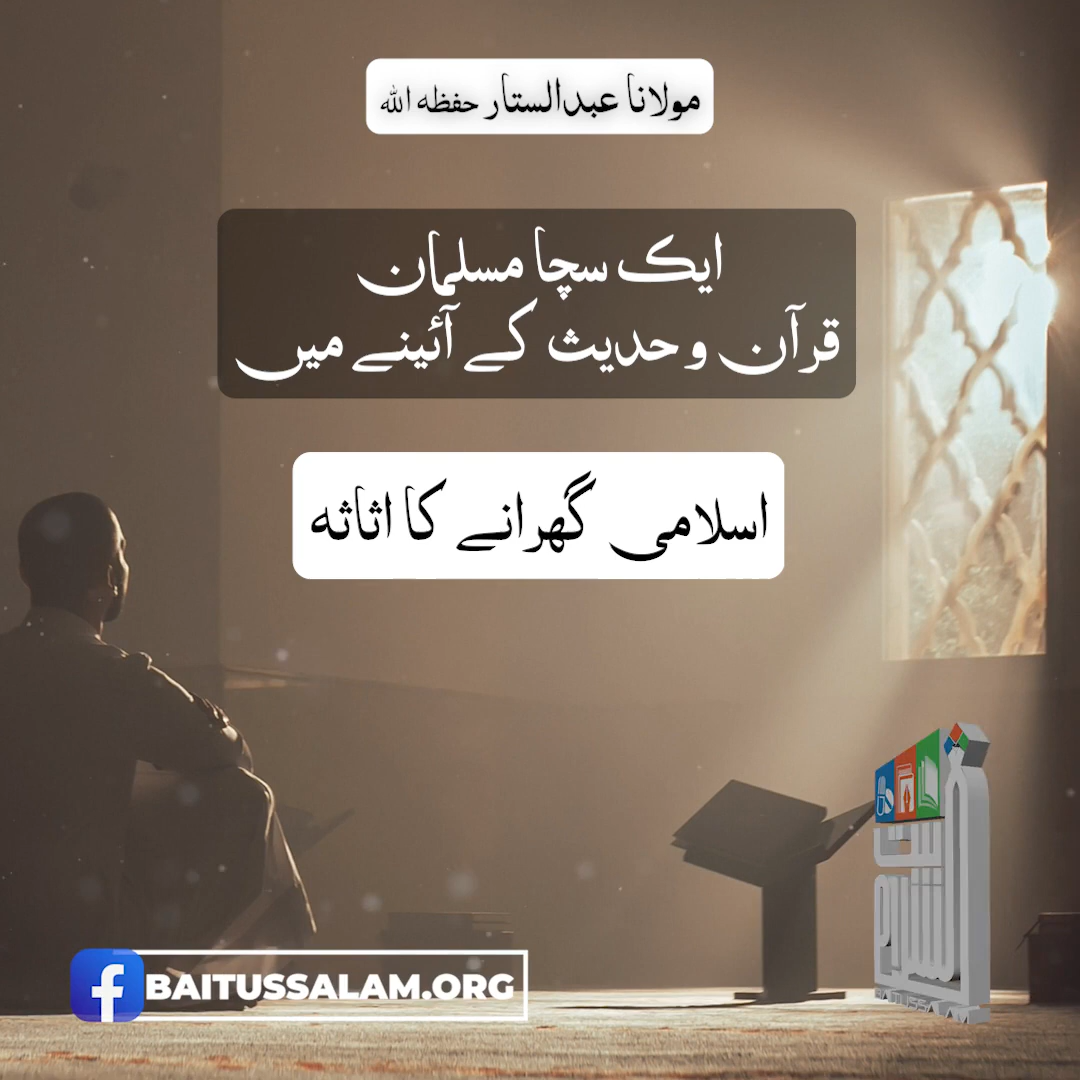 مولانا عبدالستار حفظہ اللہ
ایک سچا مسلمان
قرآن و حدیث کے آئینے میں
اسلامی گھرانے کا اثاثہ
BAITUSSALAM.ORG